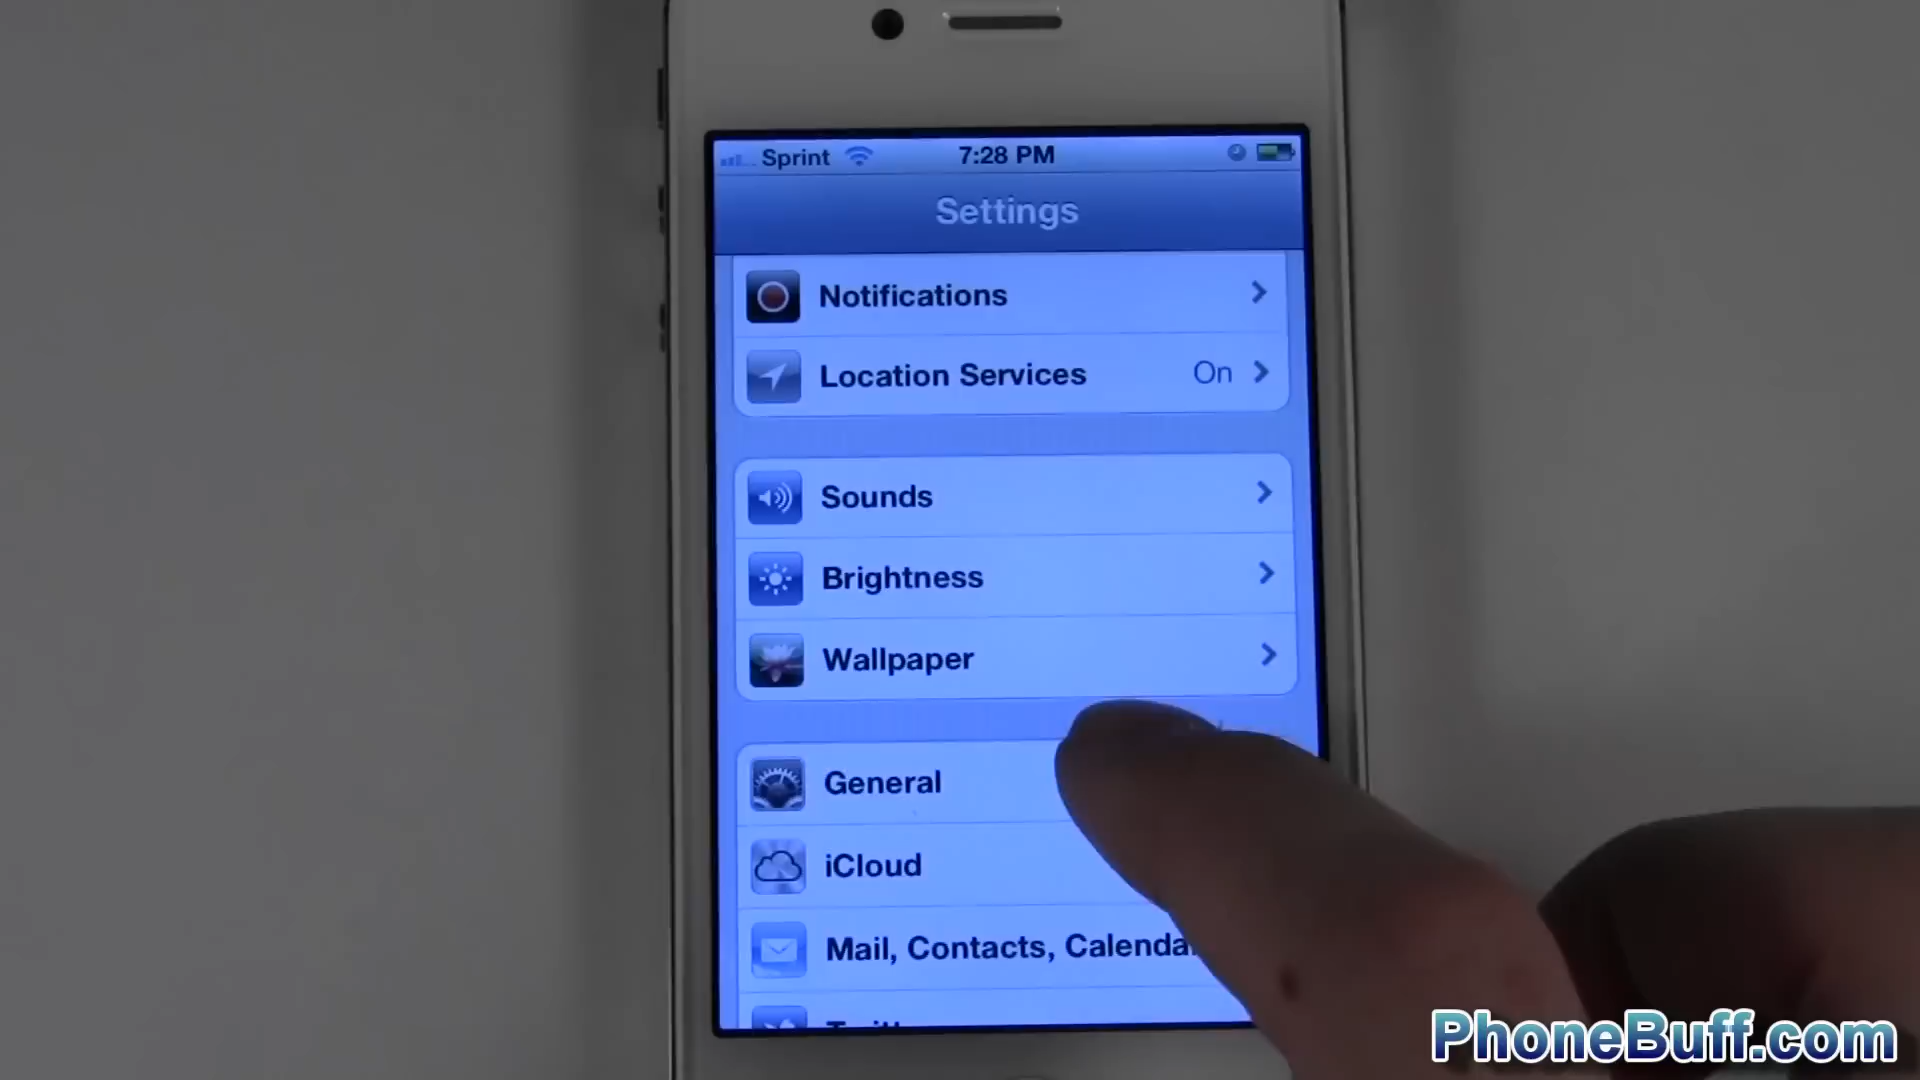 Sprint 7:28 PM
Settings
Notifications
Location Services On
Sounds
Brightness
Wallpaper
General
iCloud
Mail, Contacts, Calenda
PhoneBuff.com